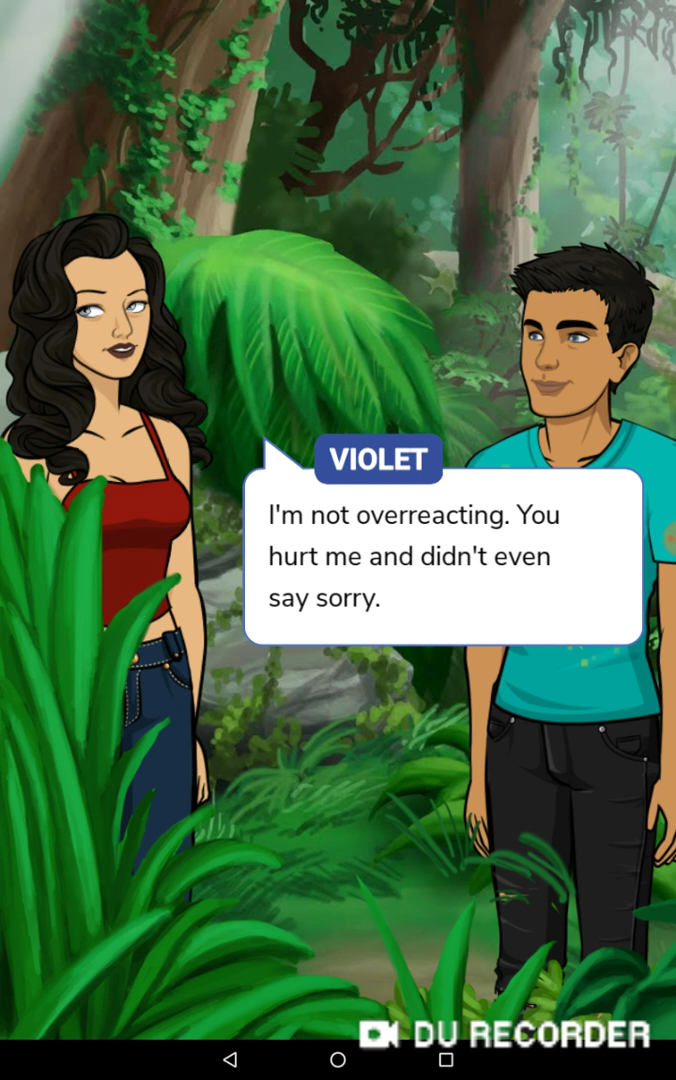 VIOLET
I'm not overreacting. You
hurt me and didn't even
say sorry.
DU RECORDER